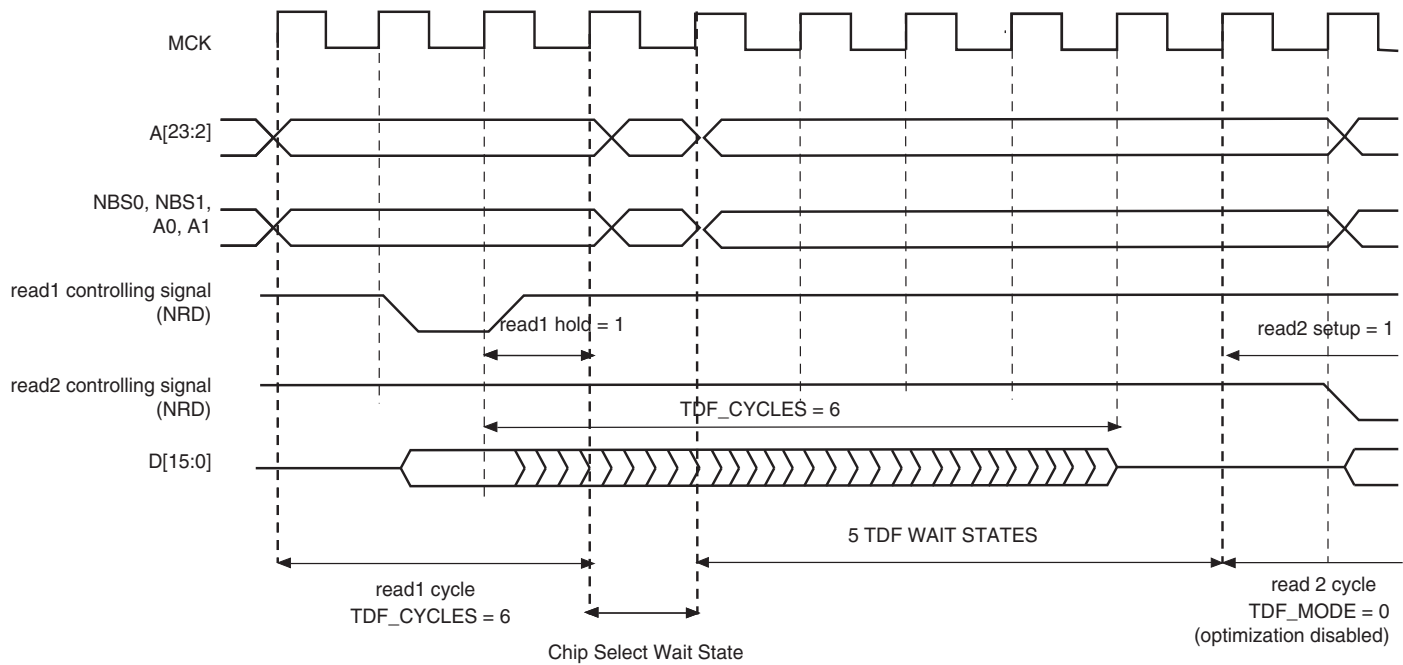 MCK
A[23:2]
NBS0, NBS1,
A0, A1
read1 controlling signal
(NRD)
read1 hold = 1
read2 setup = 1
read2 controlling signal
(NRD)
TDF_CYCLES = 6
D[15:0]
5 TDF WAIT STATES
read1 cycle
TDF_CYCLES = 6
Chip Select Wait State
read 2 cycle
TDF_MODE = 0
(optimization disabled)